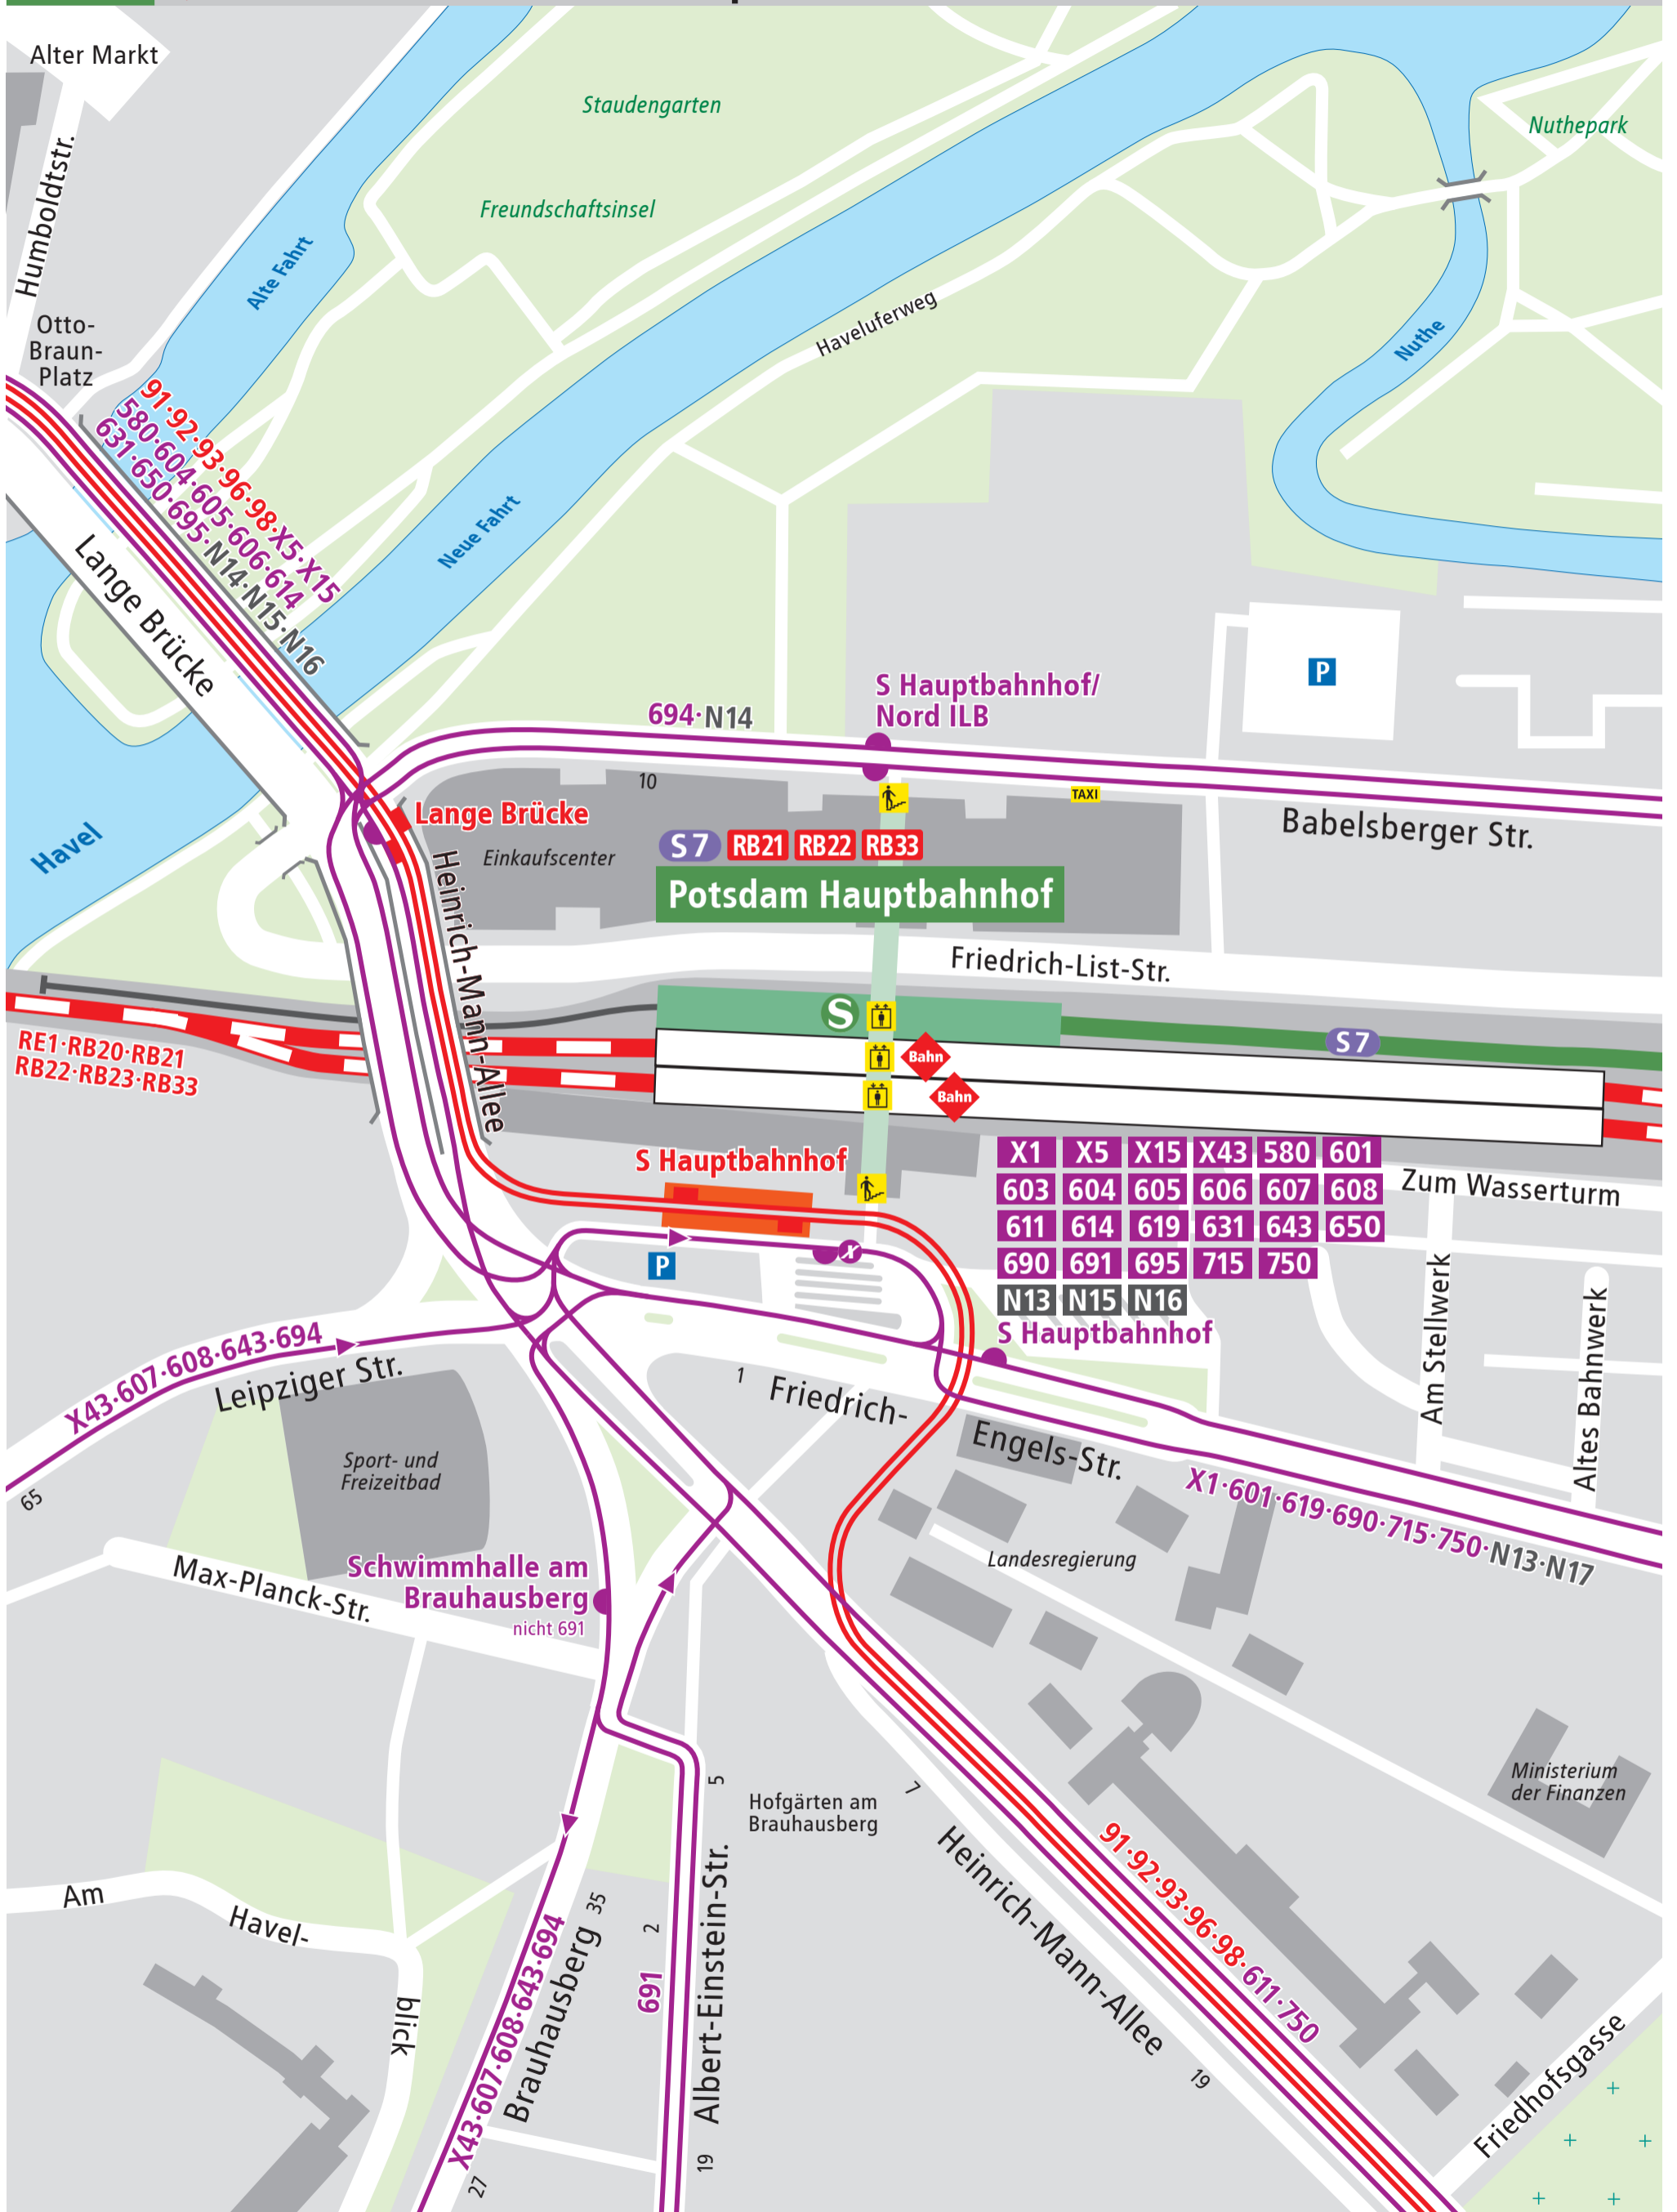 Alter Markt
Staudengarten
Nuthepark
Humboldtstr.
Freundschaftsinsel
Alte Fahrt
Otto-
Braun-
Platz
Haveluferweg
Nuthe
91·92·93·96·98·X5·X15
580·604·605·606·614
631·650·695·N14·N15·N16
Neue Fahrt
Lange Brücke
P
S Hauptbahnhof/
Nord ILB
694·N14
10
TAXI
Babelsberger Str.
Lange Brücke
Havel
Einkaufscenter
S7 RB21 RB22 RB33
Potsdam Hauptbahnhof
Heinrich-Mann-Allee
Friedrich-List-Str.
S
S7
Bahn
Bahn
RE1·RB20·RB21
RB22·RB23·RB33
S Hauptbahnhof
X1 X5 X15 X43 580 601
603 604 605 606 607 608
611 614 619 631 643 650
690 691 695 715 750
N13 N15 N16
S Hauptbahnhof
Zum Wasserturm
P
X
Am Stellwerk
Altes Bahnwerk
X43·607·608·643·694
Leipziger Str.
65
1
Friedrich-
Engels-Str.
X1·601·619·690·715·750·N13·N17
Sport- und
Freizeitbad
Landesregierung
Max-Planck-Str.
Schwimmhalle am
Brauhausberg
nicht 691
5
Hofgärten am
Brauhausberg
7
Ministerium
der Finanzen
91·92·93·96·98·611·750
Heinrich-Mann-Allee
19
Am
Havel-
blick
35
2
691
X43·607·608·643·694
Brauhausberg
27
Albert-Einstein-Str.
19
Friedhofsgasse